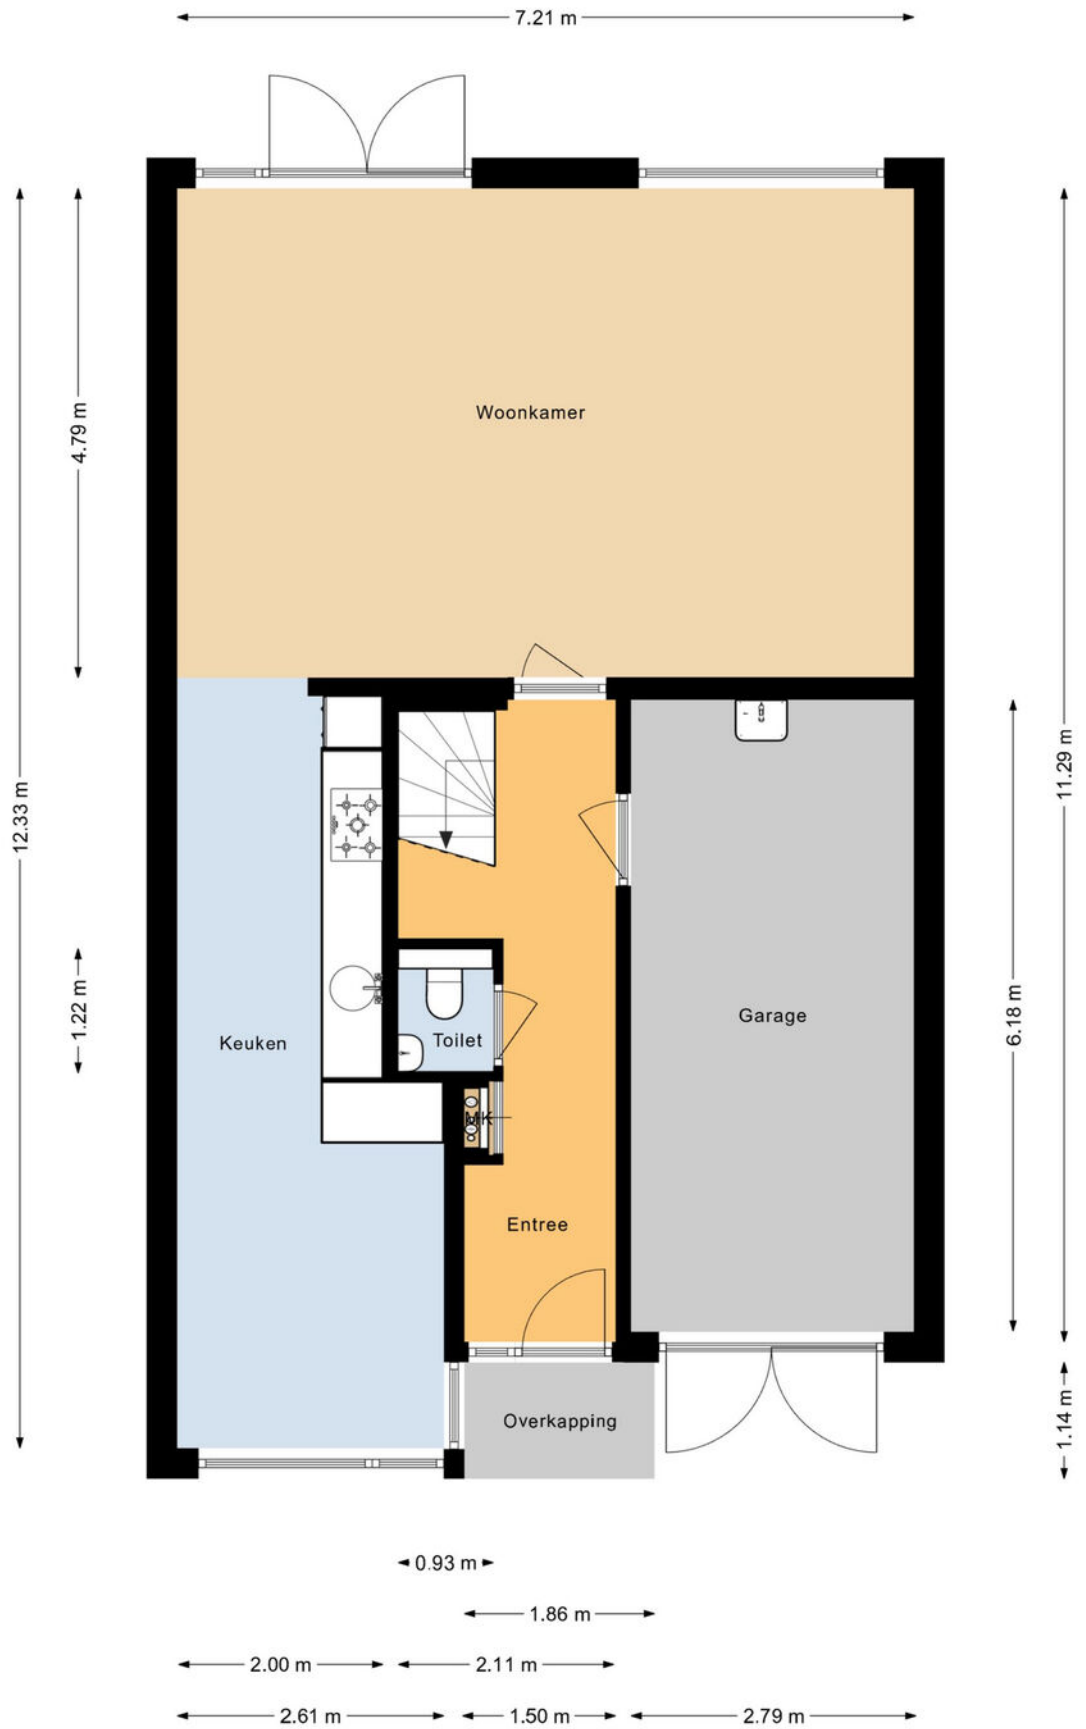 7.21 m
4.79 m
Woonkamer
11.29 m
12.33 m
1.22 m
Keuken
Toilet
Garage
6.18 m
MK
Entree
Overkapping
1.14 m
0.93 m
1.86 m
2.00 m
2.11 m
2.61 m
1.50 m
2.79 m